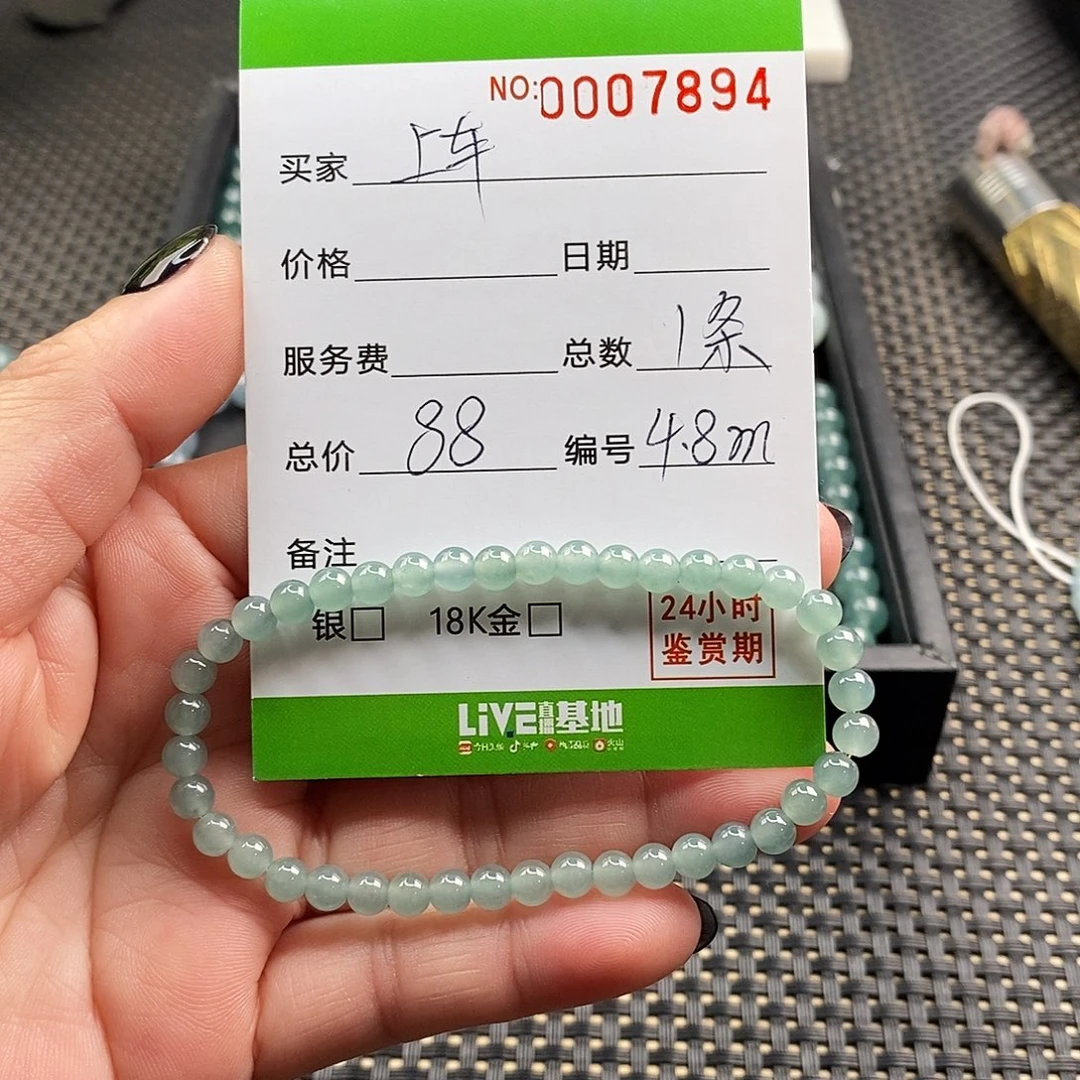 NO:0007894
买家 上车
价格 日期
服务费 总数 1条
总价 88 编号 4.8m
备注
银□ 18K金□
24小时
鉴赏期
LiVE直播基地
火山